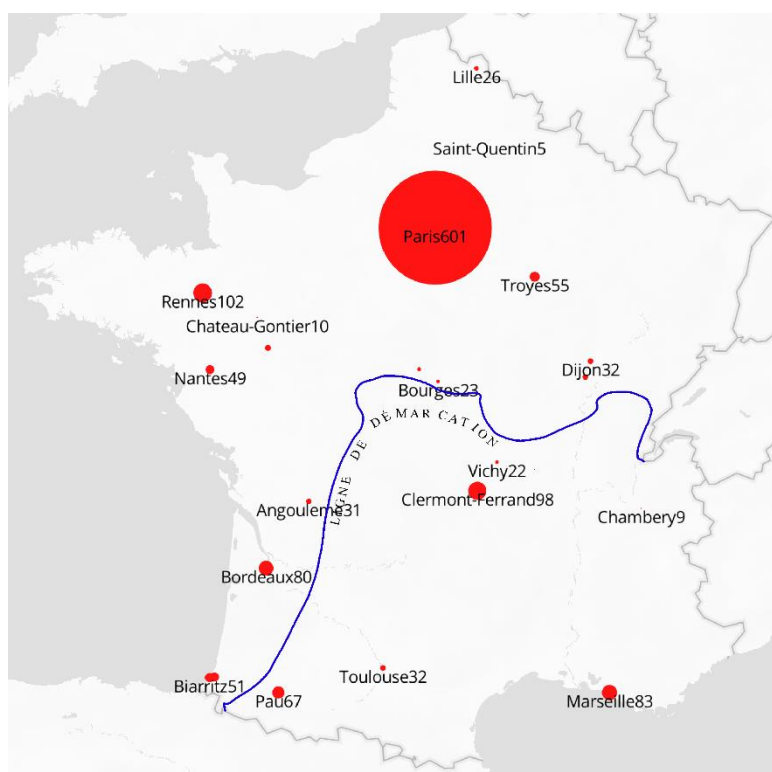 Lille26
Saint-Quentin5
Paris601
Troyes55
Rennes102
Chateau-Gontier10
Nantes49
Dijon32
Bourges23
LIGNE DE DÉMARCATION
Vichy22
Clermont-Ferrand98
Angouleme31
Chambery9
Bordeaux80
Toulouse32
Biarritz51
Pau67
Marseille83